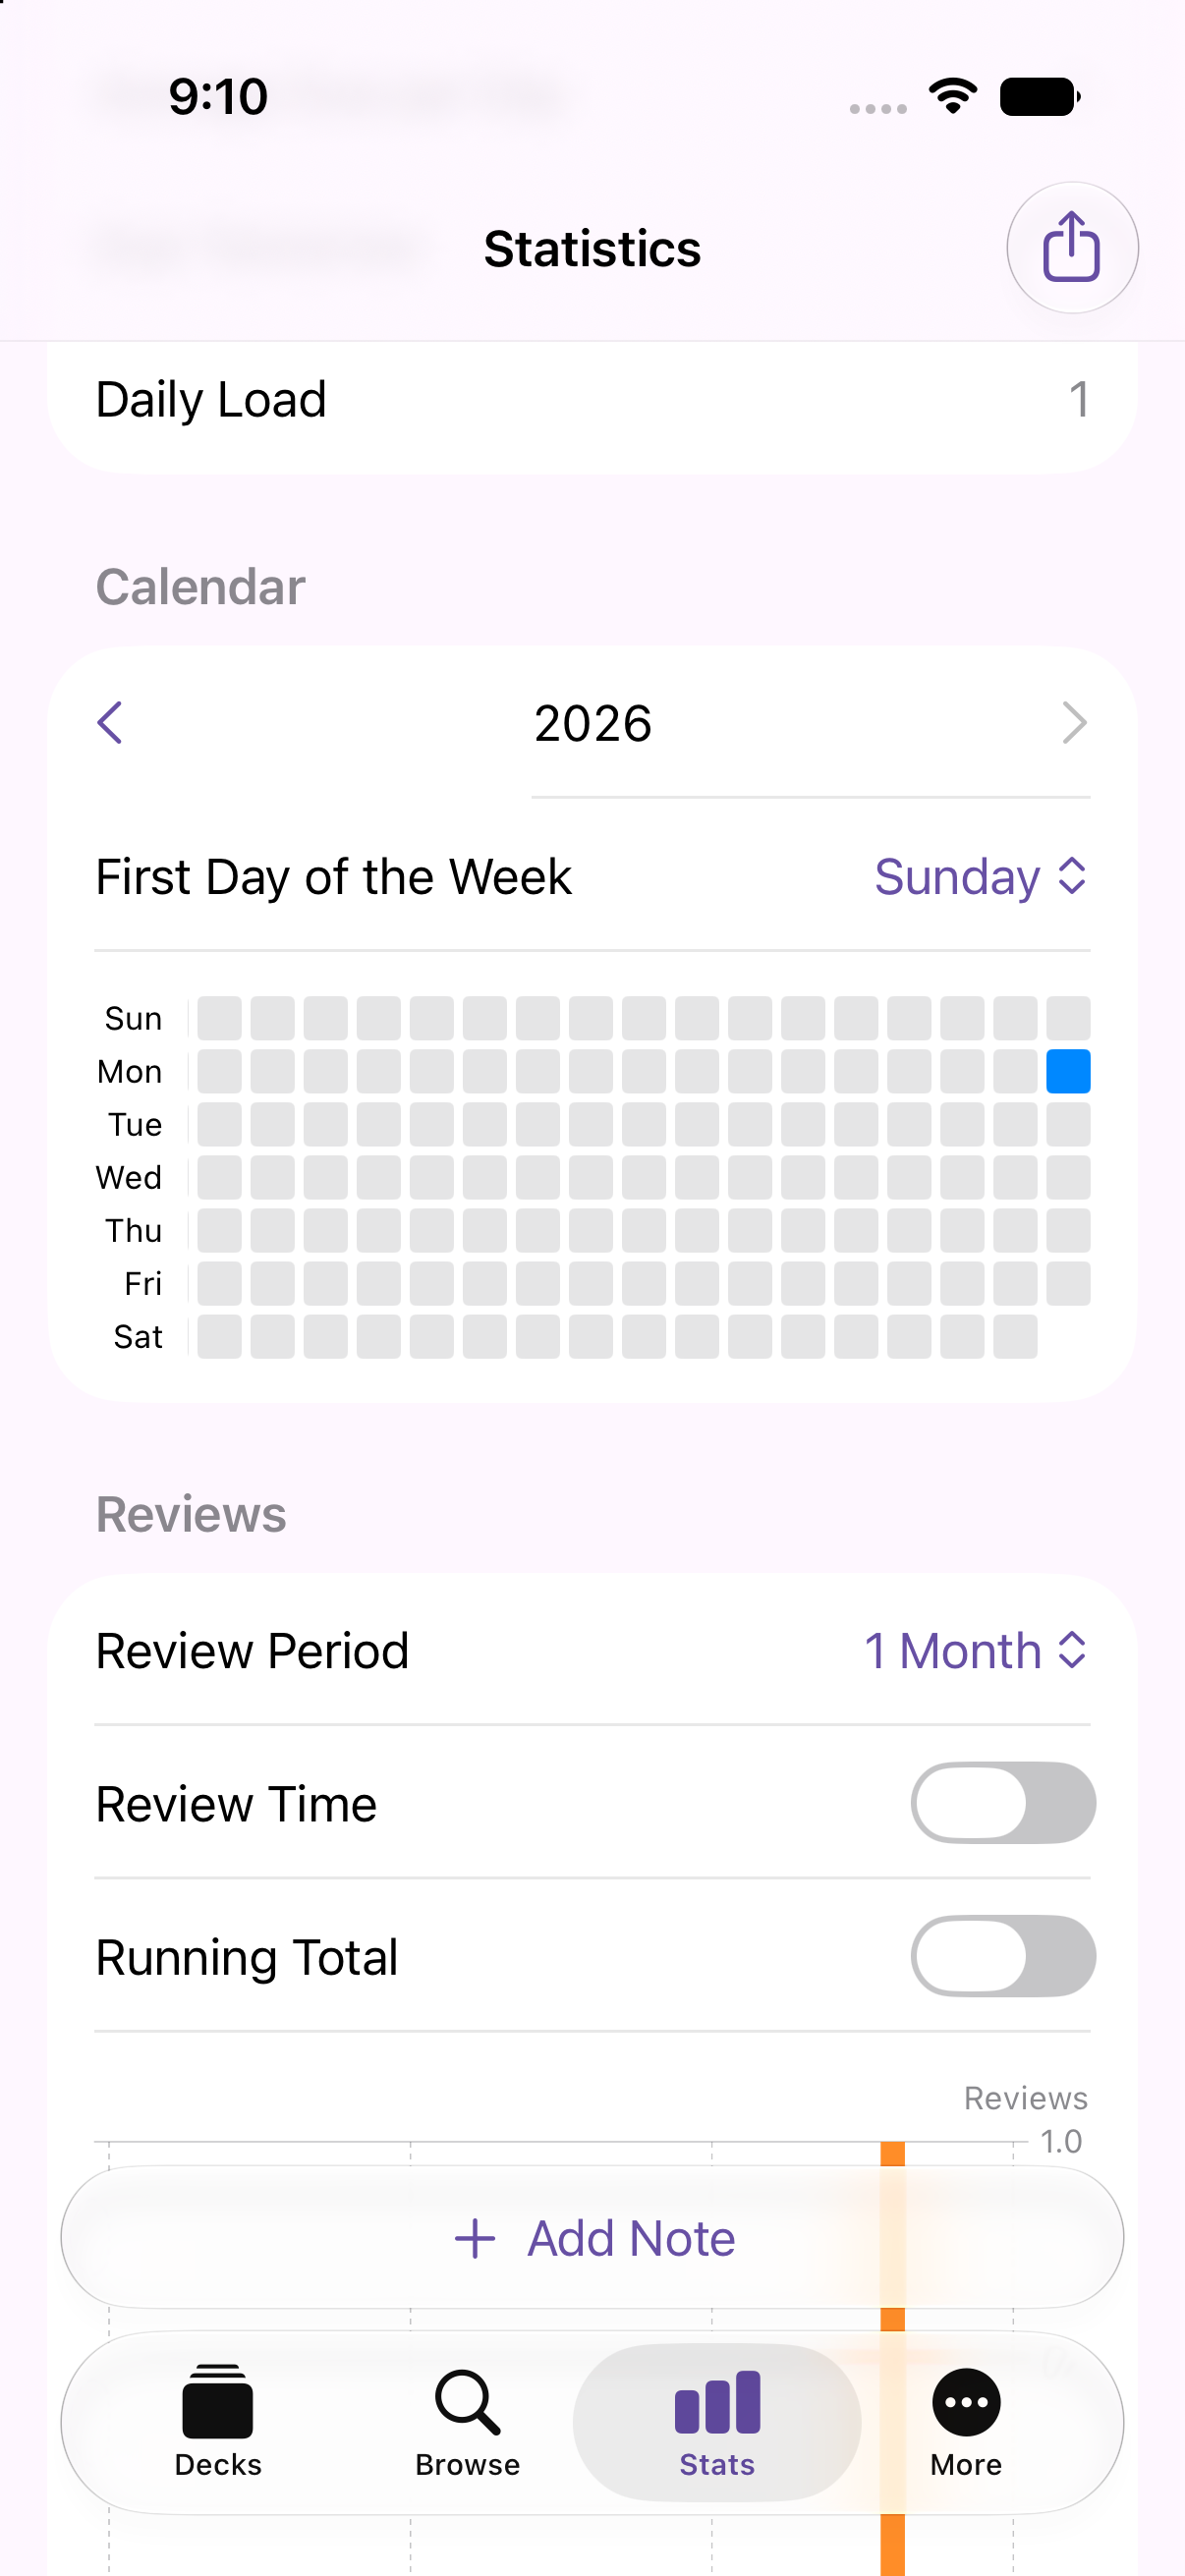 9:10
Statistics
Daily Load 1
Calendar
2026
First Day of the Week Sunday
Sun
Mon
Tue
Wed
Thu
Fri
Sat
Reviews
Review Period 1 Month
Review Time
Running Total
Reviews
1.0
+ Add Note
Decks Browse Stats More